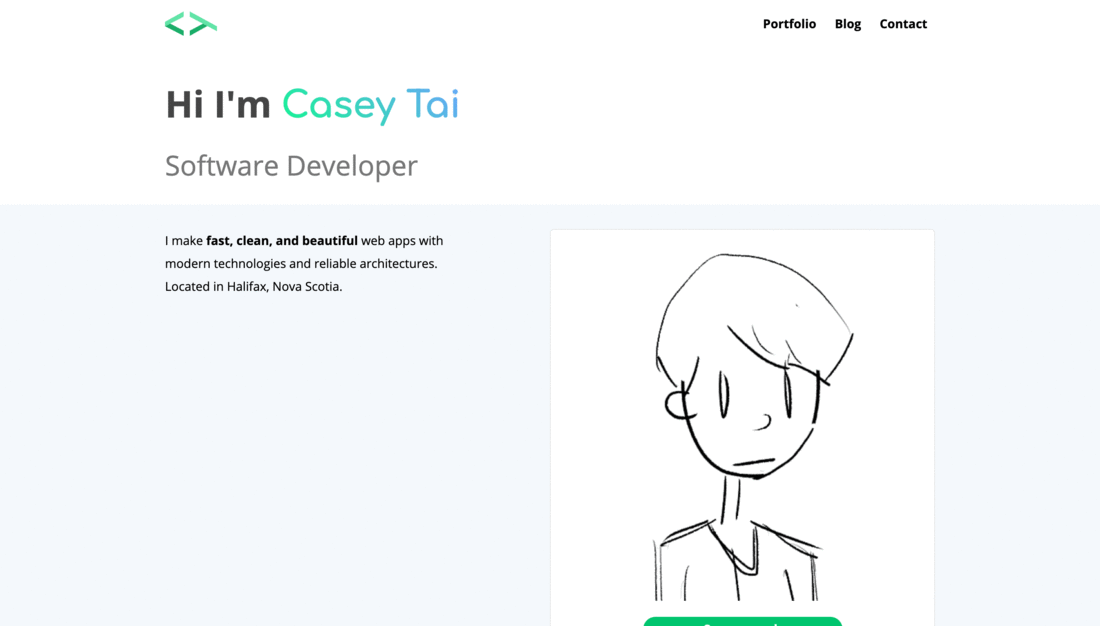 Portfolio Blog Contact
Hi I'm Casey Tai
Software Developer
I make fast, clean, and beautiful web apps with
modern technologies and reliable architectures.
Located in Halifax, Nova Scotia.